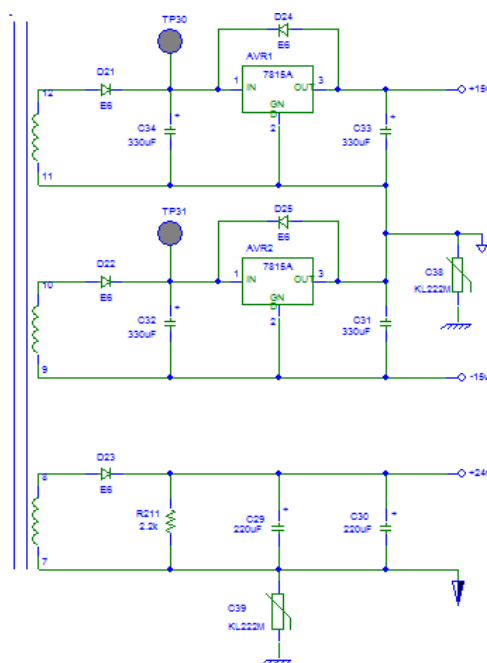 TP30
D24
E6
D21
E6
AVR1
12
1
7815A
3
IN
OUT
GN
D
2
C34
330uF
C33
330uF
11
TP31
D25
E6
D22
E6
AVR2
10
1
7815A
3
IN
OUT
GN
D
2
C38
KL222M
C32
330uF
C31
330uF
9
D23
E6
8
R211
2.2k
C29
220uF
C30
220uF
7
C39
KL222M